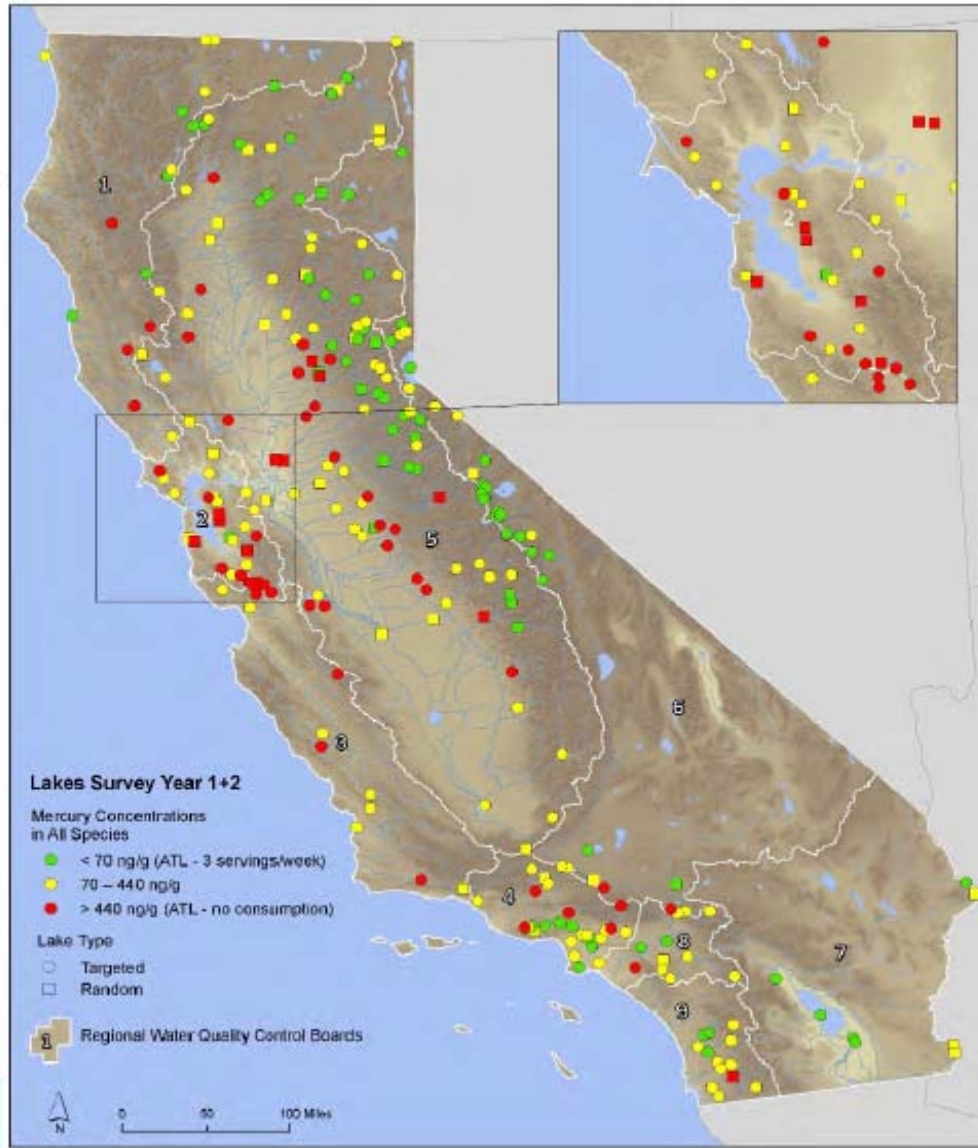 1
2
2
5
3
6
4
8
7
9
Lakes Survey Year 1+2
Mercury Concentrations
in All Species
< 70 ng/g (ATL - 3 servings/week)
70 – 440 ng/g
> 440 ng/g (ATL - no consumption)
Lake Type
Targeted
Random
1 Regional Water Quality Control Boards
N
0 50 100 Miles